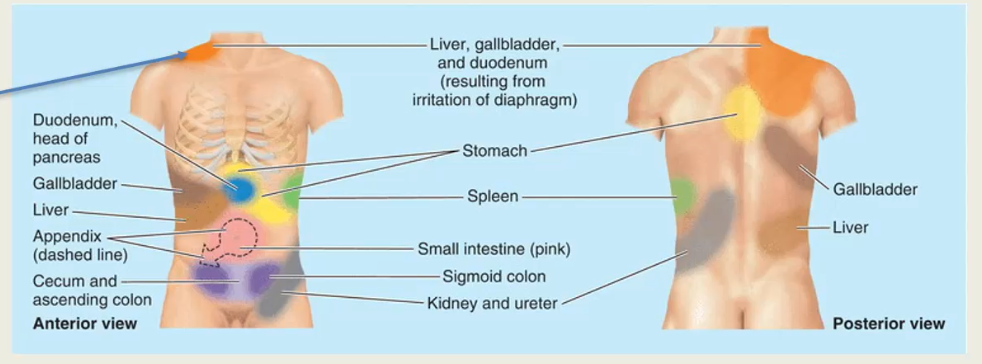 Liver, gallbladder,
and duodenum
(resulting from
irritation of diaphragm)
Duodenum,
head of
pancreas
Stomach
Gallbladder
Spleen
Gallbladder
Liver
Liver
Appendix
(dashed line)
Small intestine (pink)
Cecum and
ascending colon
Sigmoid colon
Kidney and ureter
Anterior view
Posterior view